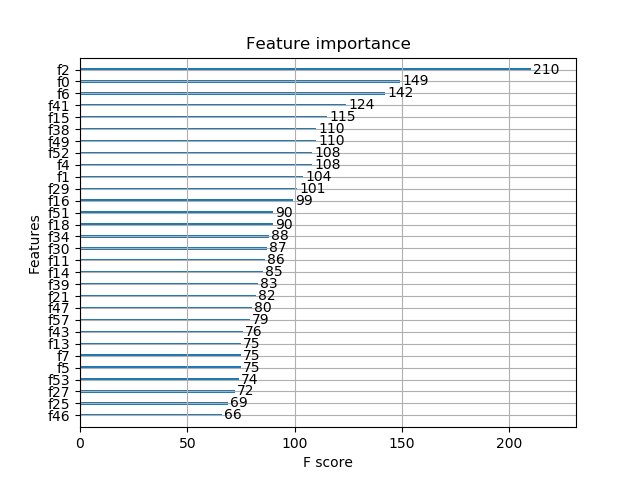 Feature importance
f2 210
f0 149
f6 142
f41 124
f15 115
f38 110
f49 110
f52 108
f4 108
f1 104
f29 101
f16 99
f51 90
f18 90
f34 88
f30 87
f11 86
f14 85
f39 83
f21 82
f47 80
f57 79
f43 76
f13 75
f7 75
f5 75
f53 74
f27 72
f25 69
f46 66
Features
0 50 100 150 200
F score